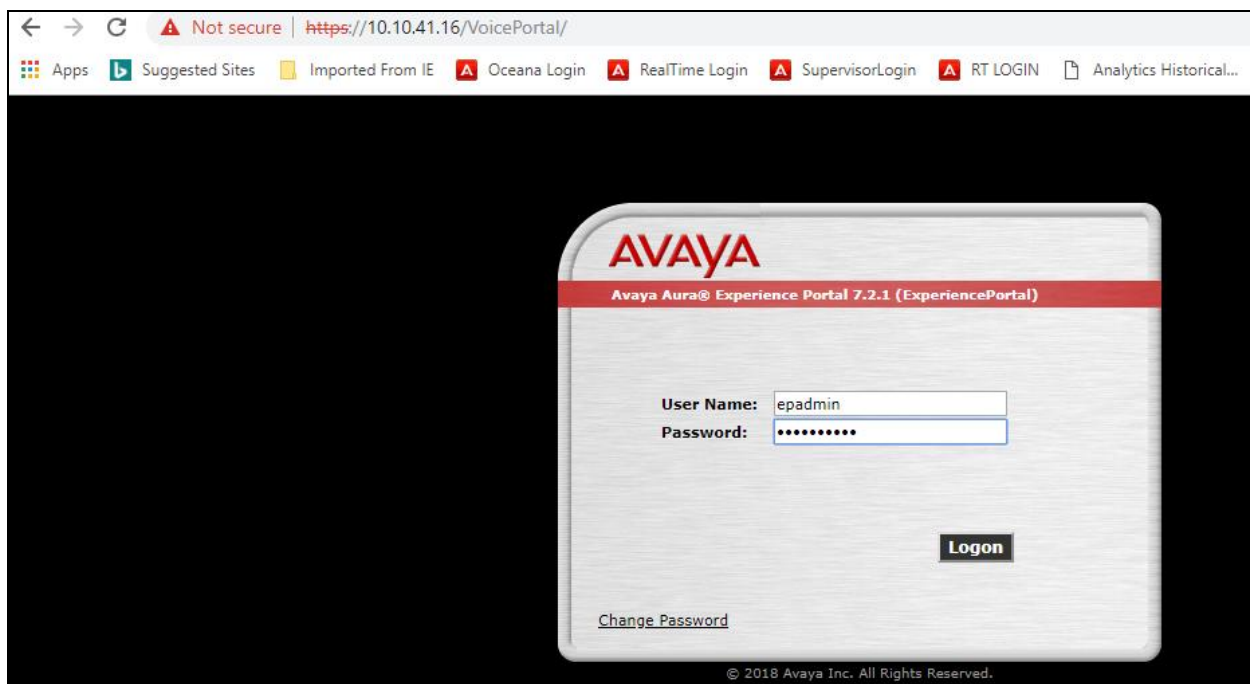 Not secure | https://10.10.41.16/VoicePortal/
Apps Suggested Sites Imported From IE Oceana Login RealTime Login SupervisorLogin RT LOGIN Analytics Historical...
AVAYA
Avaya Aura® Experience Portal 7.2.1 (ExperiencePortal)
User Name: epadmin
Password: ••••••••••
Logon
Change Password
© 2018 Avaya Inc. All Rights Reserved.